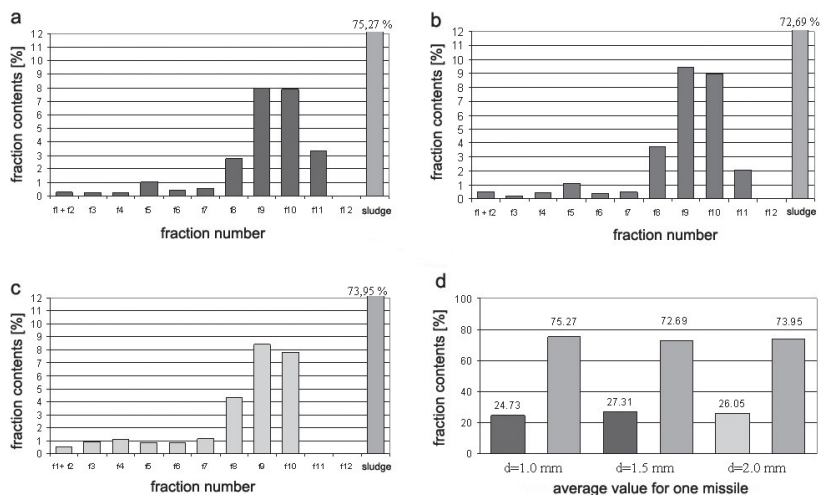 a
75,27 %
fraction contents [%]
12
11
10
9
8
7
6
5
4
3
2
1
0
f1 + f2 f3 f4 f5 f6 f7 f8 f9 f10 f11 f12 sludge
fraction number
b
72,69 %
fraction contents [%]
12
11
10
9
8
7
6
5
4
3
2
1
0
f1 + f2 f3 f4 f5 f6 f7 f8 f9 f10 f11 f12 sludge
fraction number
c
73,95 %
fraction contents [%]
12
11
10
9
8
7
6
5
4
3
2
1
0
f1+ f2 f3 f4 f5 f6 f7 f8 f9 f10 f11 f12 sludge
fraction number
d
fraction contents [%]
100
80
60
40
20
0
24.73 75.27 27.31 72.69 26.05 73.95
d=1.0 mm d=1.5 mm d=2.0 mm
average value for one missile